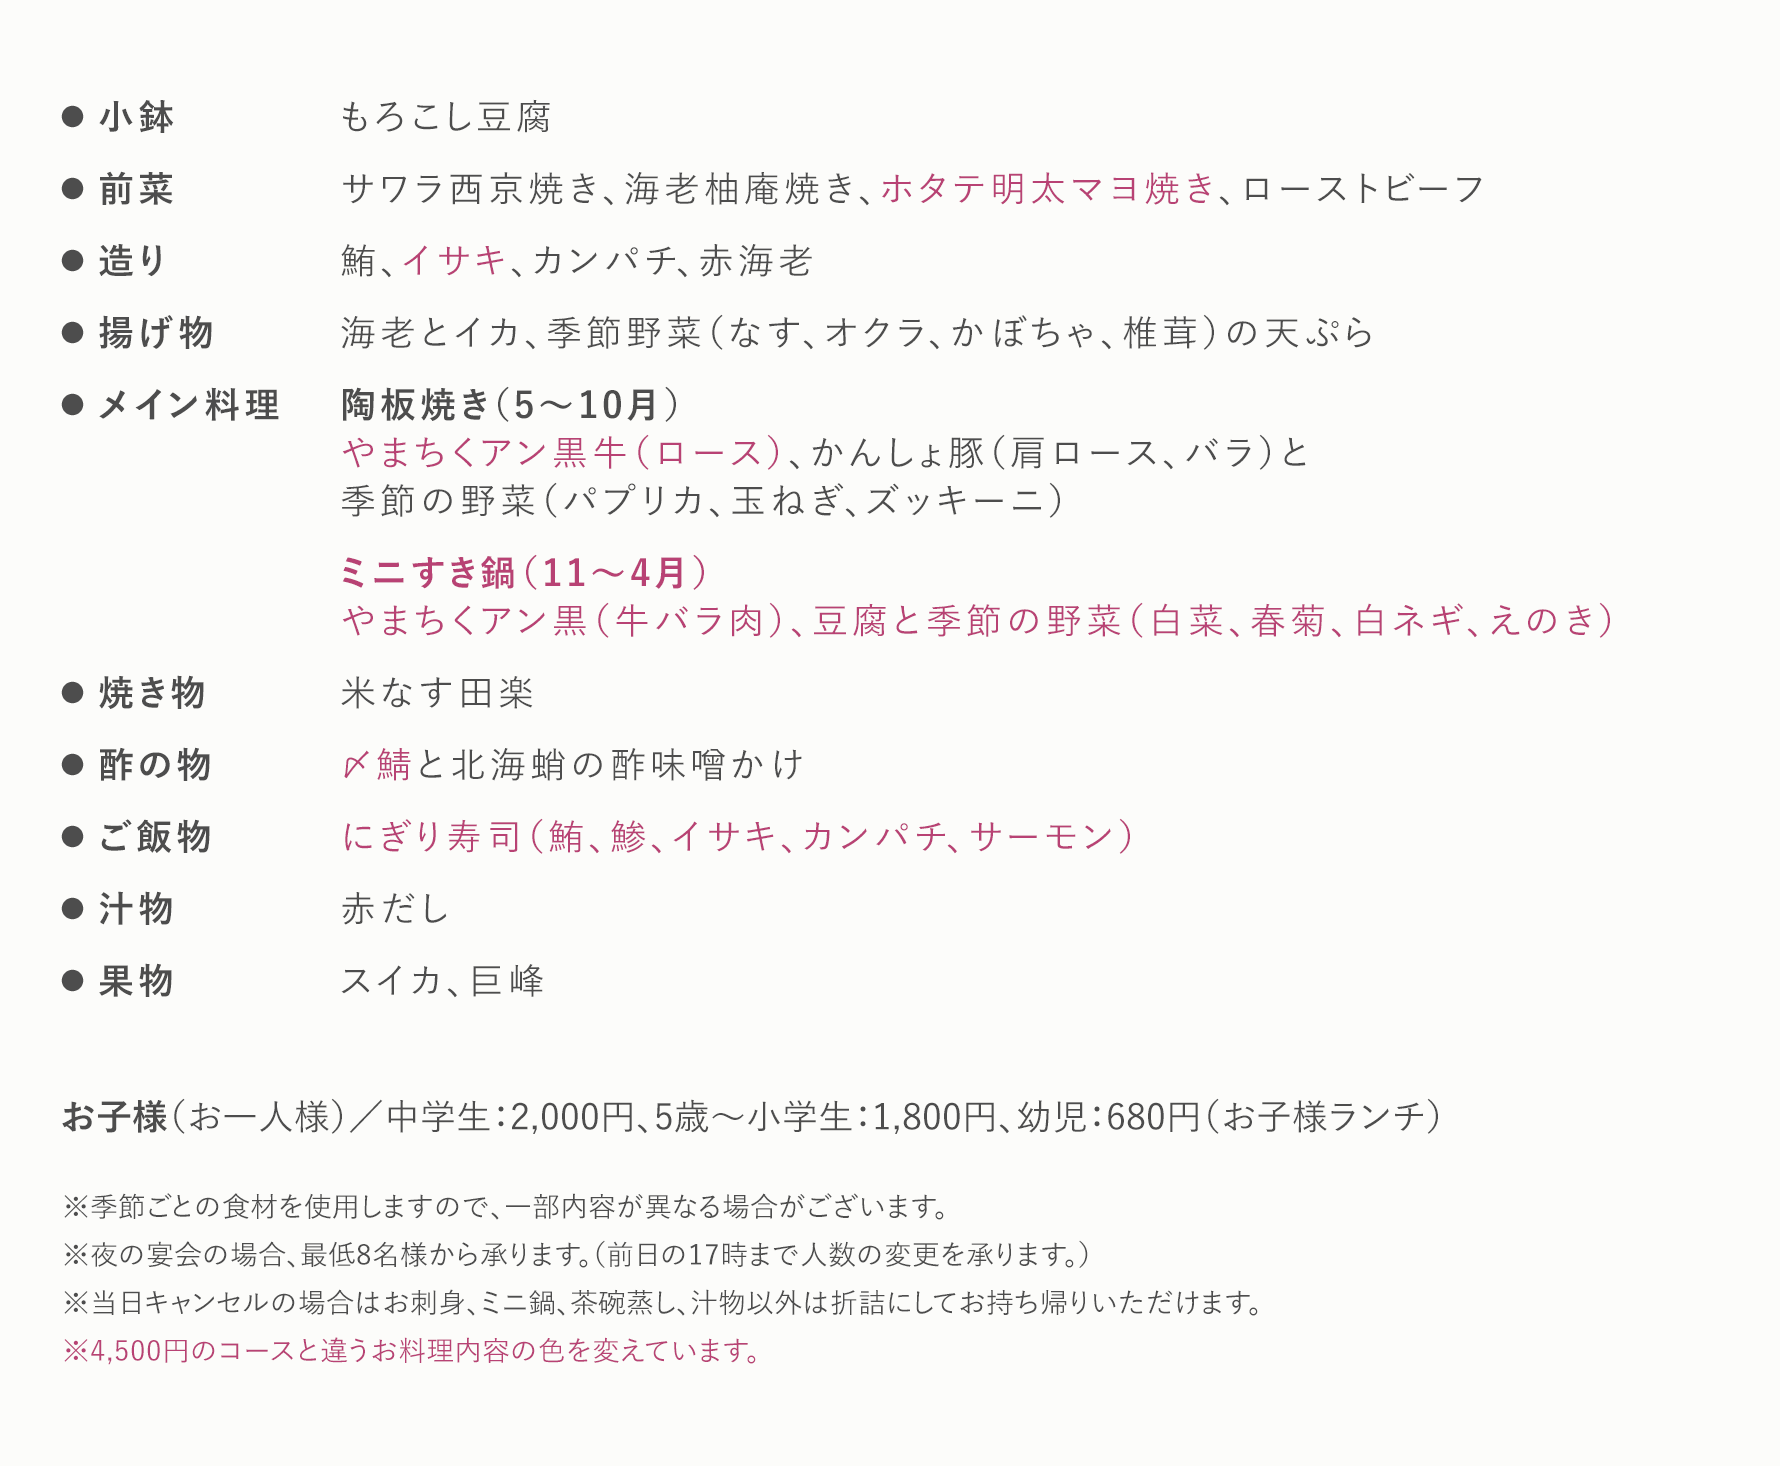 ● 小鉢 もろこし豆腐
● 前菜 サワラ西京焼き、海老柚庵焼き、ホタテ明太マヨ焼き、ローストビーフ
● 造り 鮪、イサキ、カンパチ、赤海老
● 揚げ物 海老とイカ、季節野菜（なす、オクラ、かぼちゃ、椎茸）の天ぷら
● メイン料理 陶板焼き（5〜10月）
やまちくアン黒牛（ロース）、かんしょ豚（肩ロース、バラ）と
季節の野菜（パプリカ、玉ねぎ、ズッキーニ）
ミニすき鍋（11〜4月）
やまちくアン黒（牛バラ肉）、豆腐と季節の野菜（白菜、春菊、白ネギ、えのき）
● 焼き物 米なす田楽
● 酢の物 〆鯖と北海蛸の酢味噌かけ
● ご飯物 にぎり寿司（鮪、鯵、イサキ、カンパチ、サーモン）
● 汁物 赤だし
● 果物 スイカ、巨峰
お子様（お一人様）／中学生：2,000円、5歳〜小学生：1,800円、幼児：680円（お子様ランチ）
※季節ごとの食材を使用しますので、一部内容が異なる場合がございます。
※夜の宴会の場合、最低8名様から承ります。（前日の17時まで人数の変更を承ります。）
※当日キャンセルの場合はお刺身、ミニ鍋、茶碗蒸し、汁物以外は折詰にしてお持ち帰りいただけます。
※4,500円のコースと違うお料理内容の色を変えています。